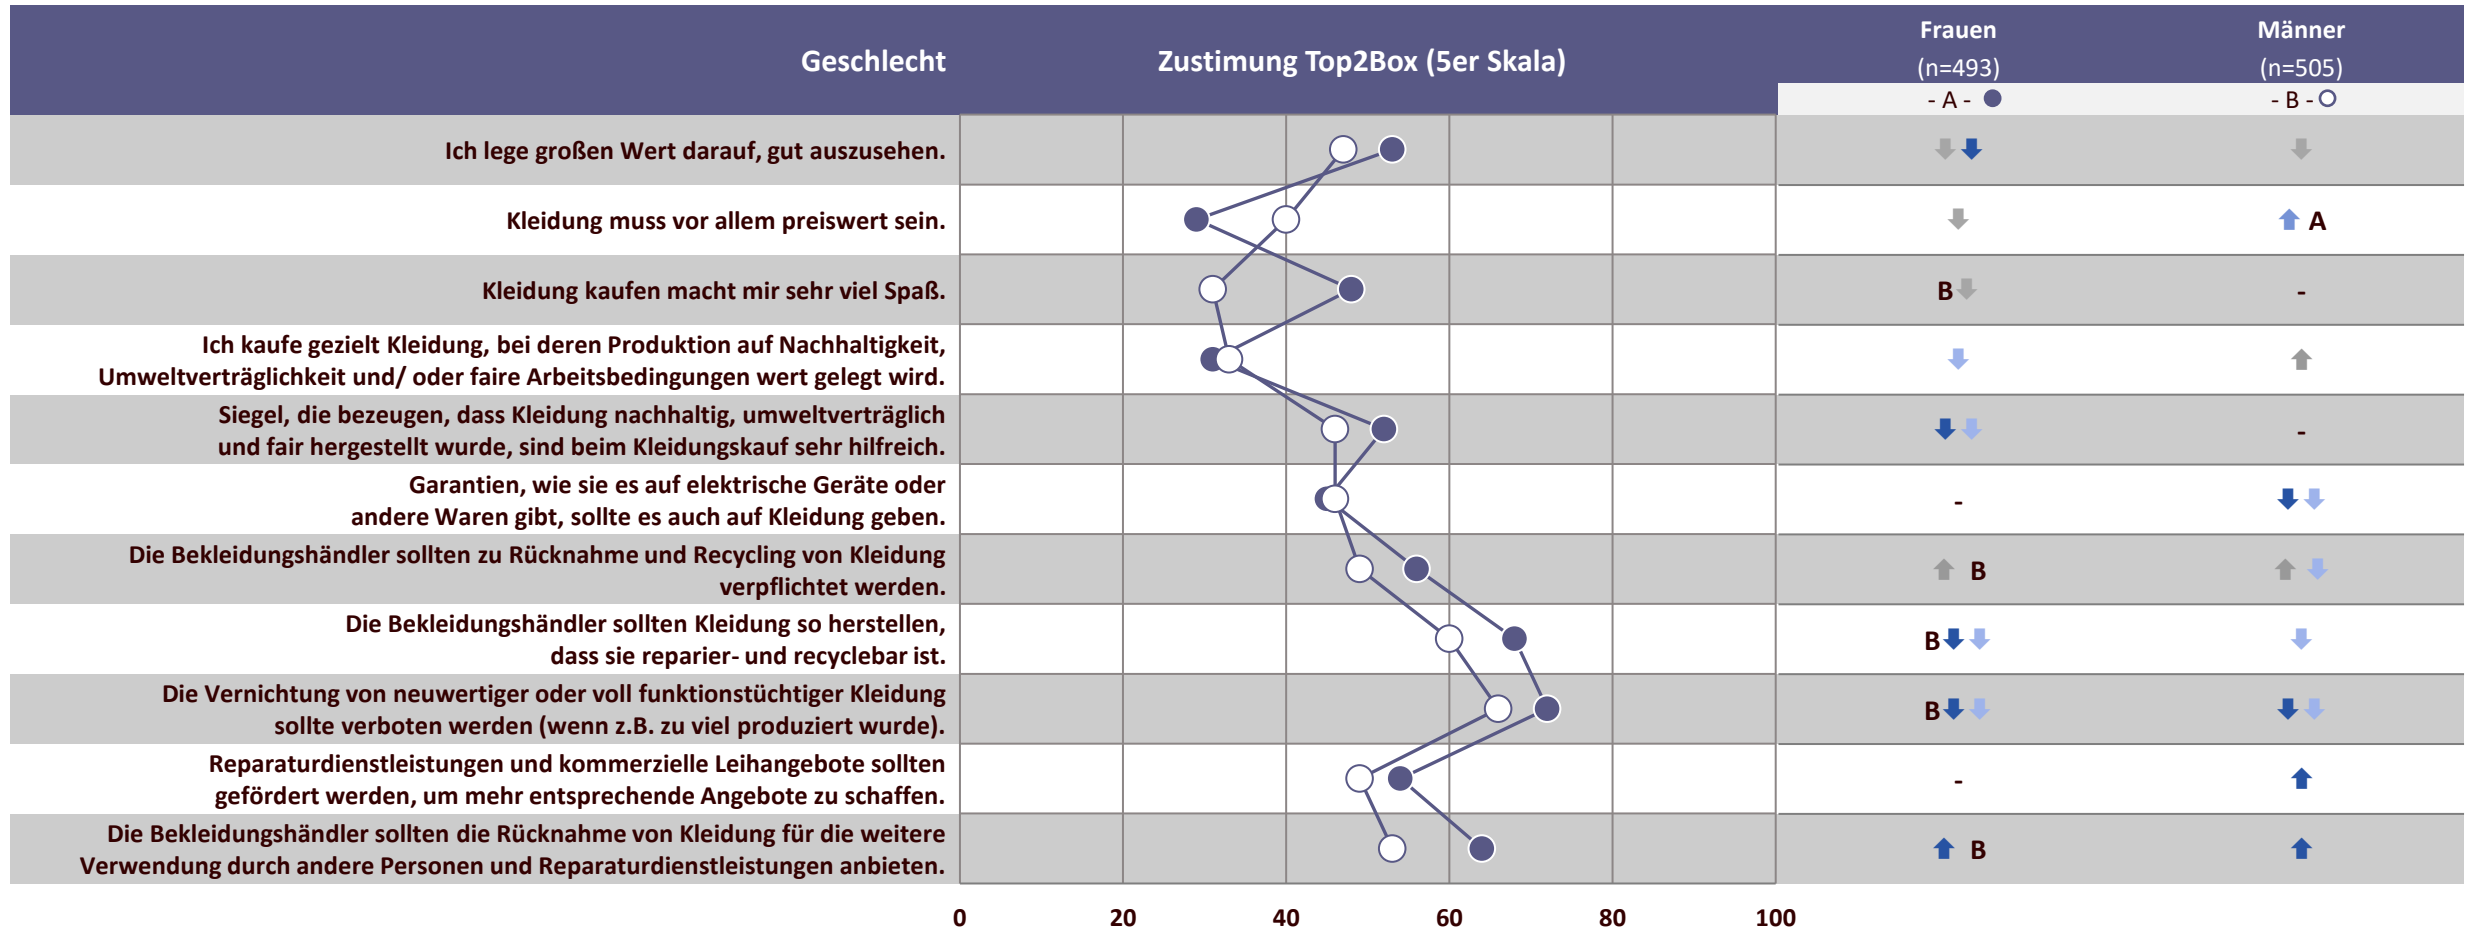 Geschlecht
Zustimung Top2Box (5er Skala)
Frauen
(n=493)
Männer
(n=505)
- A -
- B -
Ich lege großen Wert darauf, gut auszusehen.
Kleidung muss vor allem preiswert sein.
A
Kleidung kaufen macht mir sehr viel Spaß.
B
-
Ich kaufe gezielt Kleidung, bei deren Produktion auf Nachhaltigkeit,
Umweltverträglichkeit und/ oder faire Arbeitsbedingungen wert gelegt wird.
Siegel, die bezeugen, dass Kleidung nachhaltig, umweltverträglich
und fair hergestellt wurde, sind beim Kleidungskauf sehr hilfreich.
-
Garantien, wie sie es auf elektrische Geräte oder
andere Waren gibt, sollte es auch auf Kleidung geben.
-
Die Bekleidungshändler sollten zu Rücknahme und Recycling von Kleidung
verpflichtet werden.
B
Die Bekleidungshändler sollten Kleidung so herstellen,
dass sie reparier- und recyclebar ist.
B
Die Vernichtung von neuwertiger oder voll funktionstüchtiger Kleidung
sollte verboten werden (wenn z.B. zu viel produziert wurde).
B
Reparaturdienstleistungen und kommerzielle Leihangebote sollten
gefördert werden, um mehr entsprechende Angebote zu schaffen.
-
Die Bekleidungshändler sollten die Rücknahme von Kleidung für die weitere
Verwendung durch andere Personen und Reparaturdienstleistungen anbieten.
B
0 20 40 60 80 100